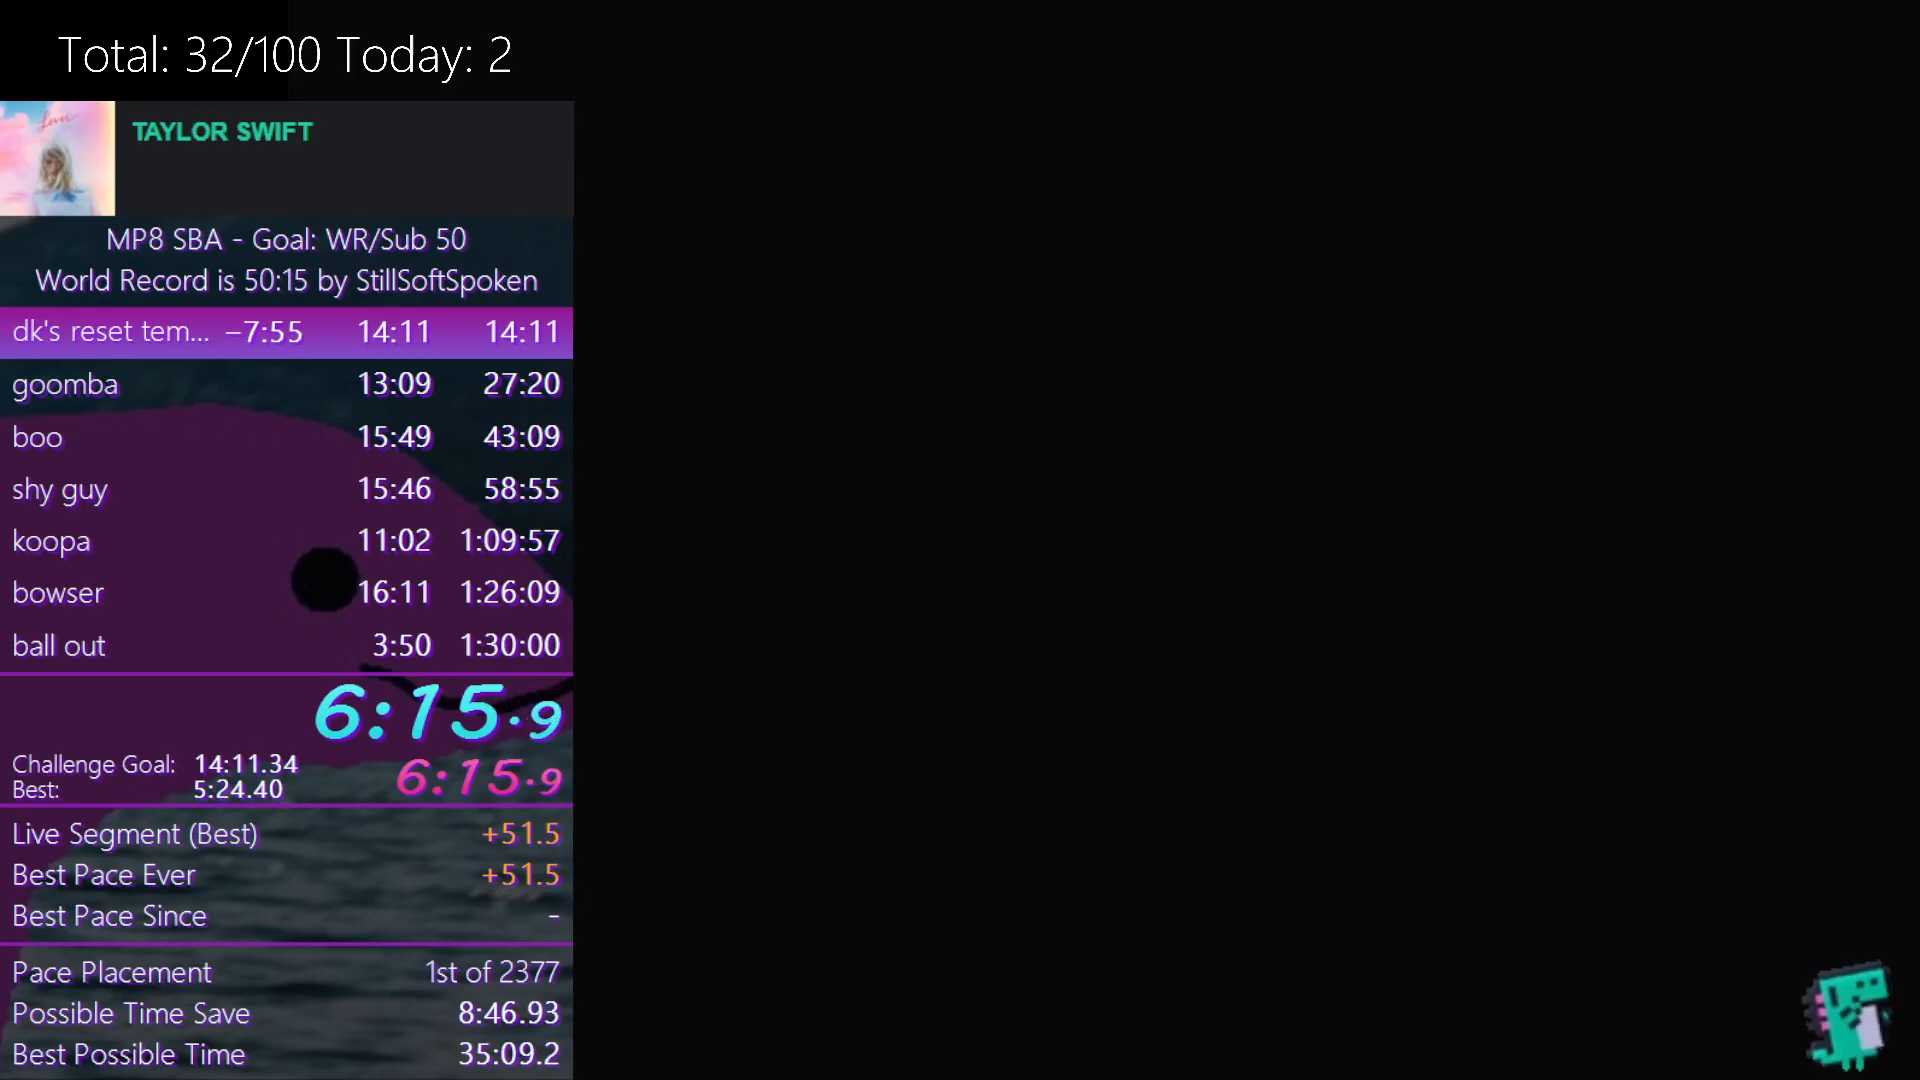 Total: 32/100 Today: 2
Lover
TAYLOR SWIFT
MP8 SBA - Goal: WR/Sub 50
World Record is 50:15 by StillSoftSpoken
dk's reset tem... −7:55 14:11 14:11
goomba 13:09 27:20
boo 15:49 43:09
shy guy 15:46 58:55
koopa 11:02 1:09:57
bowser 16:11 1:26:09
ball out 3:50 1:30:00
6:15.9
Challenge Goal: 14:11.34
Best: 5:24.40
6:15.9
Live Segment (Best) +51.5
Best Pace Ever +51.5
Best Pace Since -
Pace Placement 1st of 2377
Possible Time Save 8:46.93
Best Possible Time 35:09.2